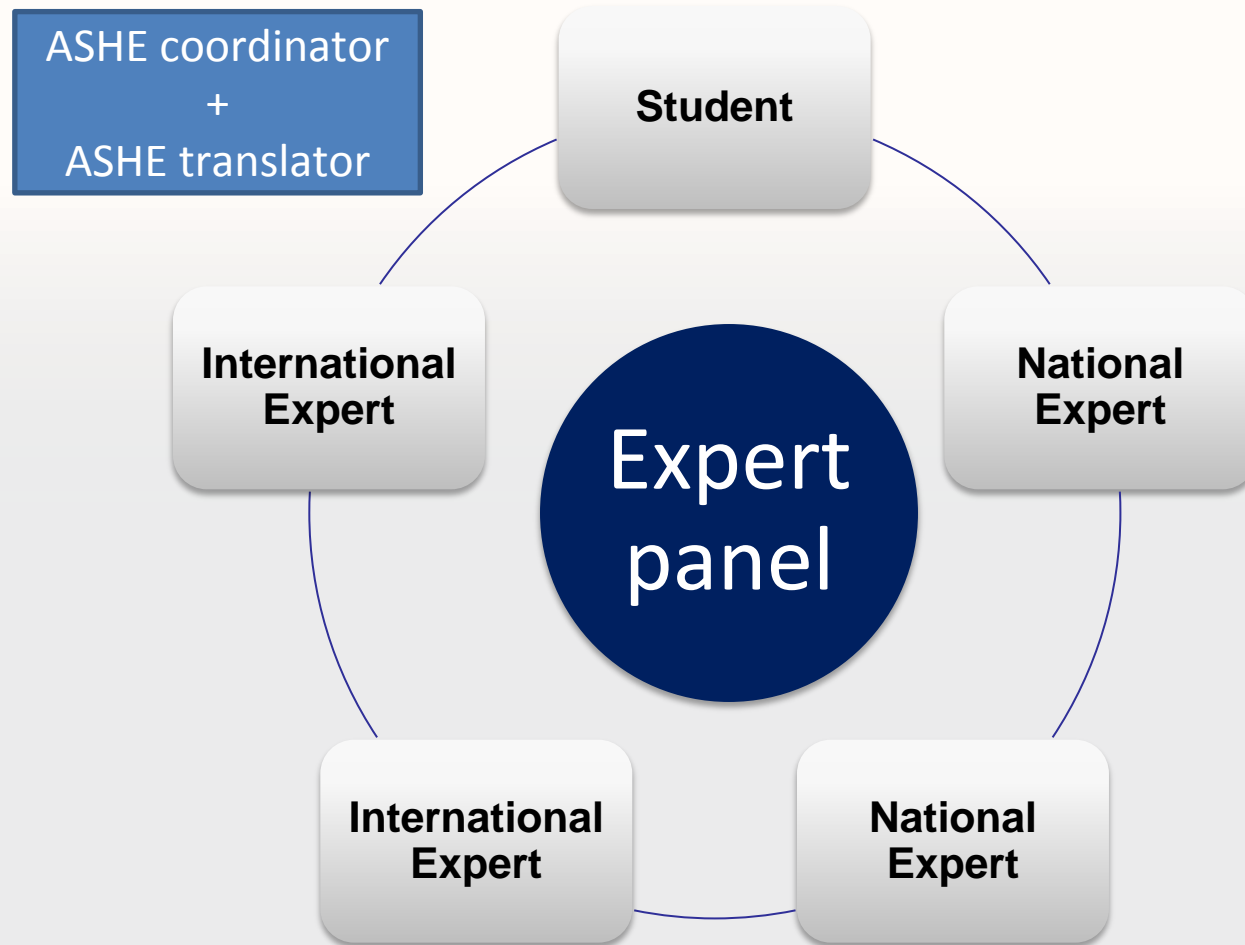 ASHE coordinator
+
ASHE translator
Student
International
Expert
National
Expert
Expert
panel
International
Expert
National
Expert